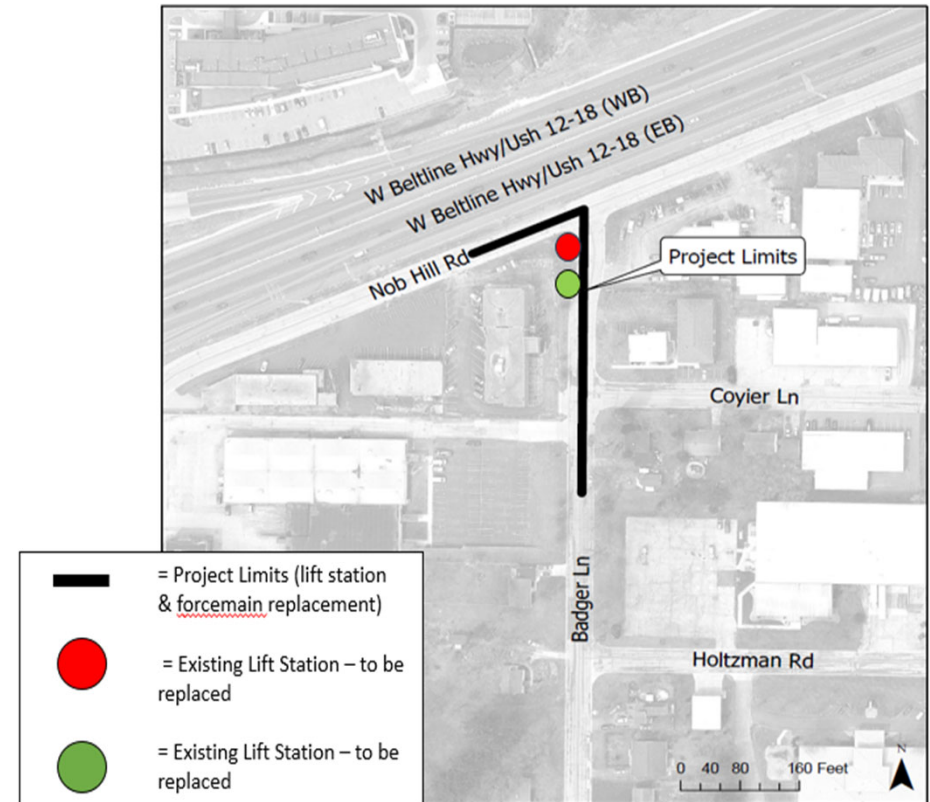 W Beltline Hwy/Ush 12-18 (WB)
W Beltline Hwy/Ush 12-18 (EB)
Nob Hill Rd
Project Limits
Coyier Ln
Badger Ln
Holtzman Rd
= Project Limits (lift station
& forcemain replacement)
= Existing Lift Station – to be
replaced
= Existing Lift Station – to be
replaced
0 40 80 160 Feet
N